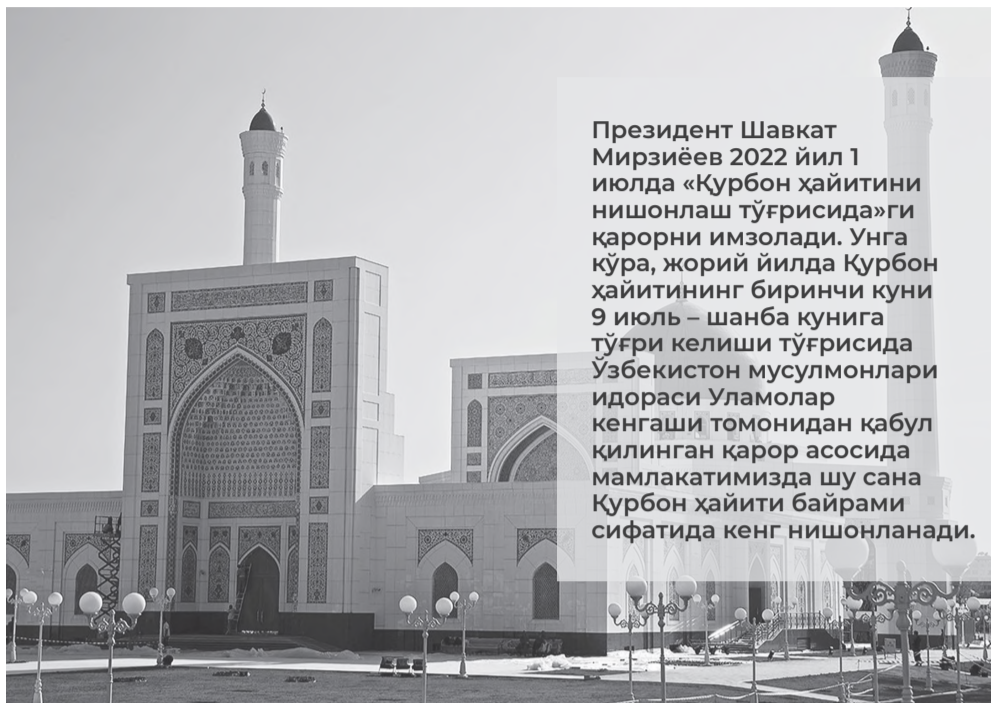 Президент Шавкат
Мирзиёев 2022 йил 1
июлда «Қурбон ҳайитини
нишонлаш тўғрисида»ги
қарорни имзолади. Унга
кўра, жорий йилда Қурбон
ҳайитининг биринчи куни
9 июль – шанба кунига
тўғри келиши тўғрисида
Ўзбекистон мусулмонлари
идораси Уламолар
кенгаши томонидан қабул
қилинган қарор асосида
мамлакатимизда шу сана
Қурбон ҳайити байрами
сифатида кенг нишонланади.